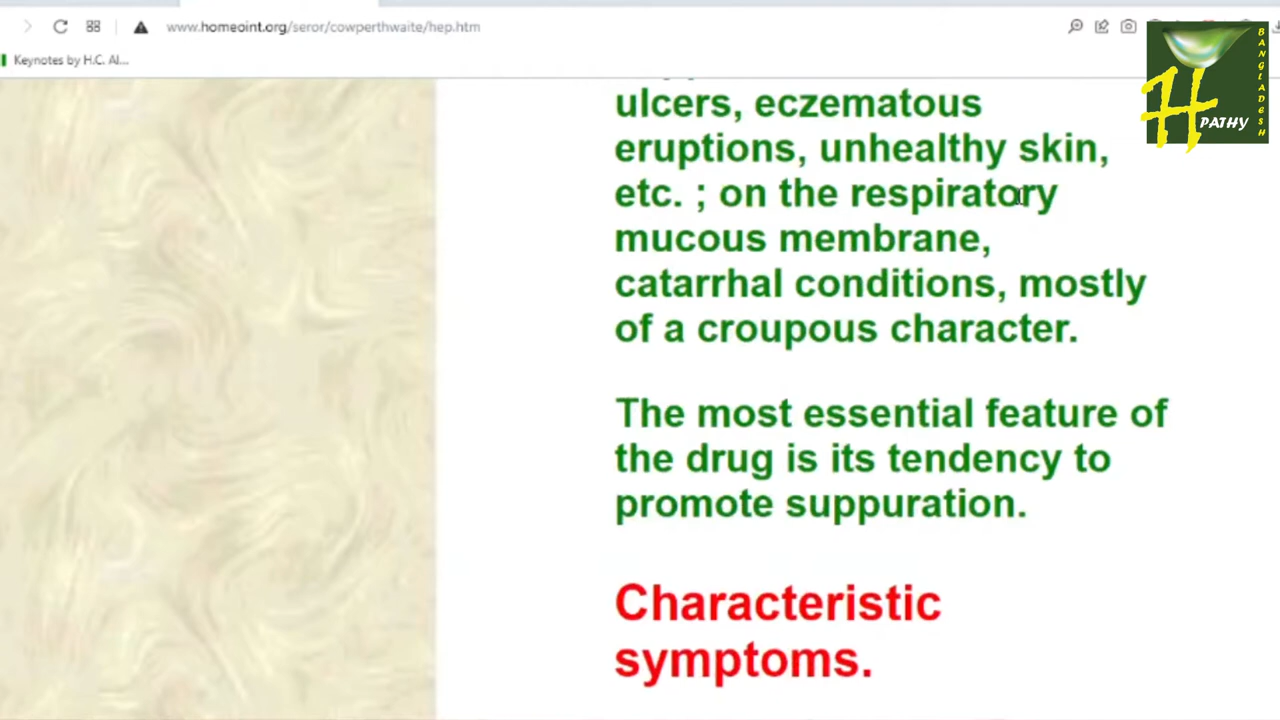 www.homeoint.org/seror/cowperthwaite/hep.htm
Keynotes by H.C. Al...
BANGLADESH
H
PATHY
ulcers, eczematous
eruptions, unhealthy skin,
etc. ; on the respiratory
mucous membrane,
catarrhal conditions, mostly
of a croupous character.
The most essential feature of
the drug is its tendency to
promote suppuration.
Characteristic
symptoms.